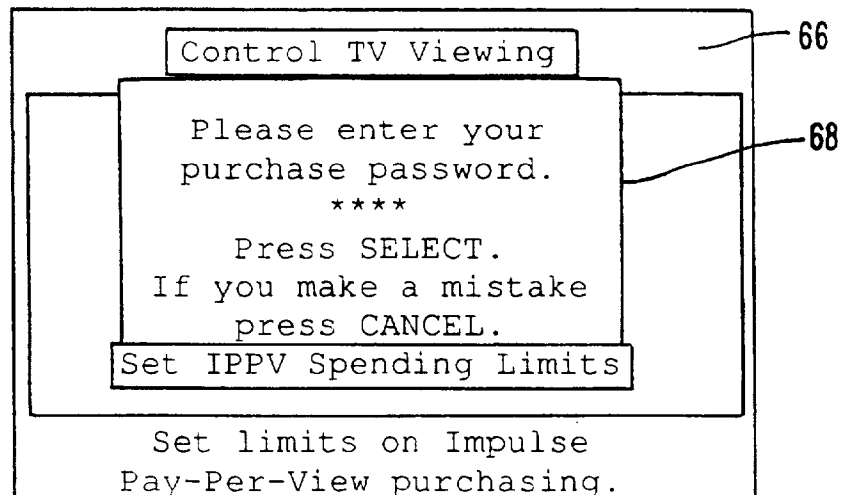 Control TV Viewing
66
Please enter your
purchase password.
68
****
Press SELECT.
If you make a mistake
press CANCEL.
Set IPPV Spending Limits
Set limits on Impulse
Pay-Per-View purchasing.